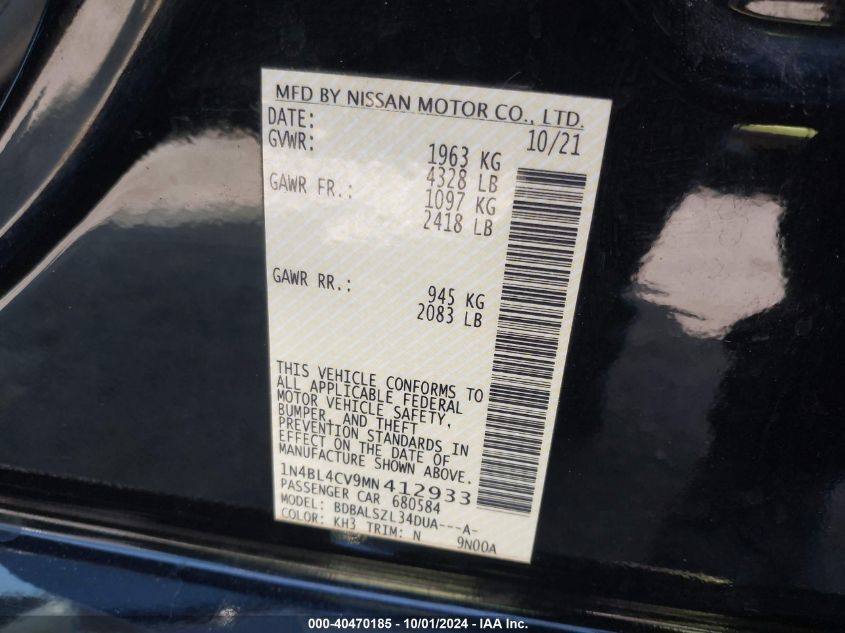 MFD BY NISSAN MOTOR CO., LTD.
DATE: 10/21
GVWR: 1963 KG
4328 LB
GAWR FR.: 1097 KG
2418 LB
GAWR RR.: 945 KG
2083 LB
THIS VEHICLE CONFORMS TO
ALL APPLICABLE FEDERAL
MOTOR VEHICLE SAFETY,
BUMPER, AND THEFT
PREVENTION STANDARDS IN
EFFECT ON THE DATE OF
MANUFACTURE SHOWN ABOVE.
1N4BL4CV9MN412933
PASSENGER CAR 680584
MODEL: BDBALSZL34DUA---A-
COLOR: KH3 TRIM: N 9N00A
000-40470185 - 10/01/2024 - IAA Inc.